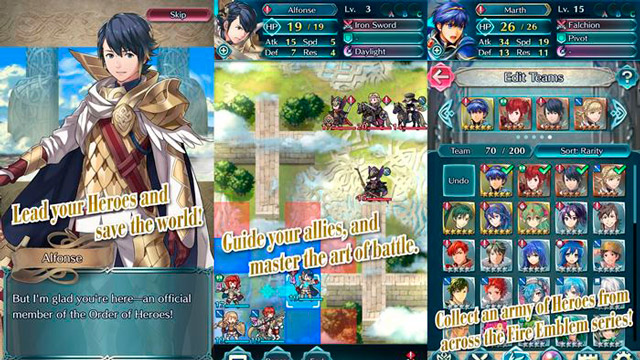 Skip
Lead your Heroes and
save the world!
Alfonse
But I'm glad you're here—an official
member of the Order of Heroes!
Alfonse
Lv. 3
HP 19 / 19
Iron Sword
Atk 15 Spd 5
Def 7 Res 11
Daylight
Guide your allies, and
master the art of battle.
Marth
Lv. 15
HP 26 / 26
Falchion
Atk 34 Spd 11
Def 13 Res 11
Pivot
-
Edit Teams
?
Team 70 / 200
Sort: Rarity
Undo
Collect an army of Heroes from
across the Fire Emblem series!